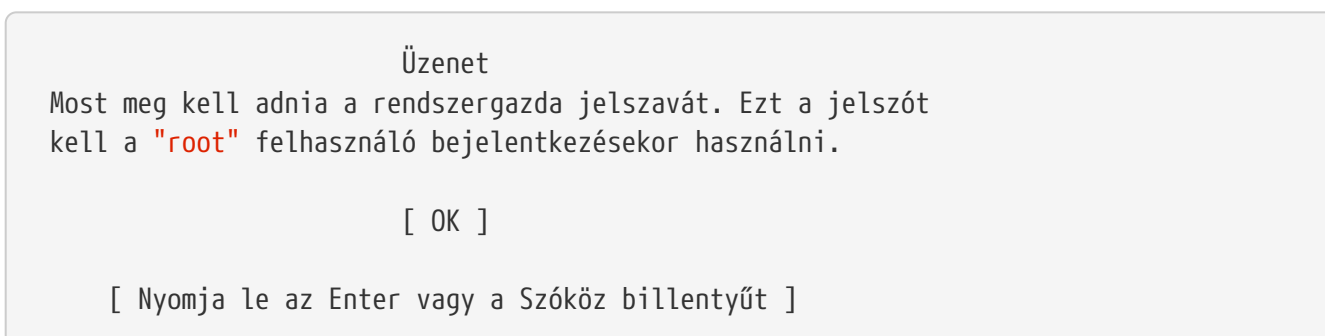 Üzenet
Most meg kell adnia a rendszergazda jelszavát. Ezt a jelszót
kell a "root" felhasználó bejelentkezésekor használni.
[ OK ]
[ Nyomja le az Enter vagy a Szóköz billentyűt ]